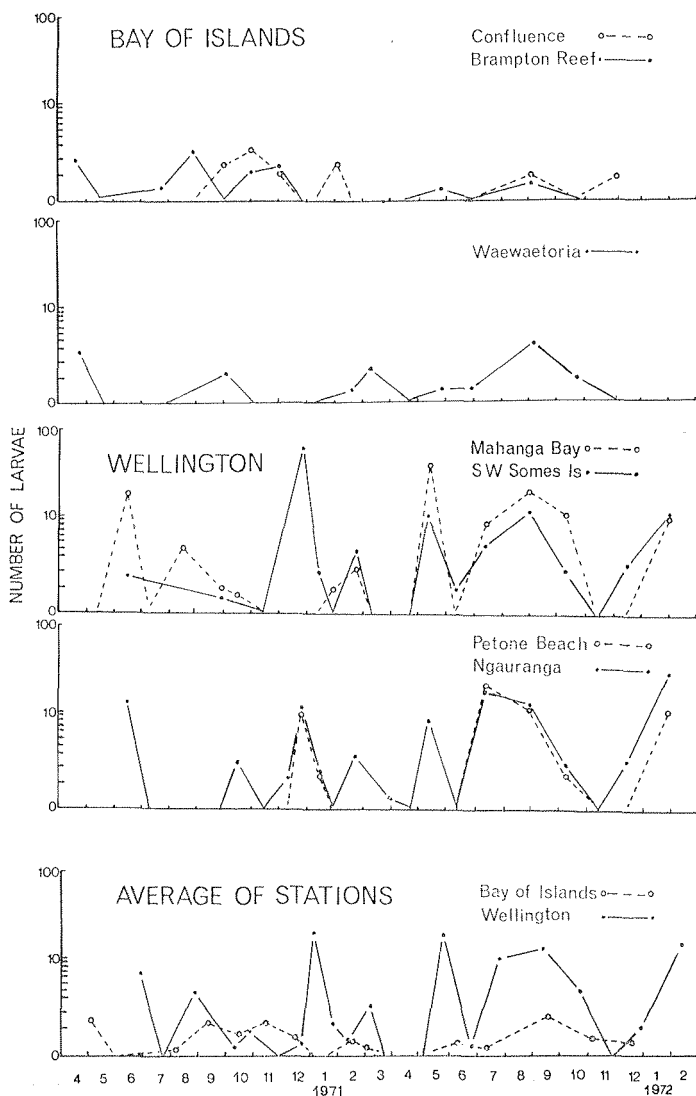 100
BAY OF ISLANDS
Confluence
Brampton Reef
10
0
100
Waewaetoria
10
0
NUMBER OF LARVAE
100
WELLINGTON
Mahanga Bay
SW Somes Is
10
0
100
Petone Beach
Ngauranga
10
0
100
AVERAGE OF STATIONS
Bay of Islands
Wellington
10
0
4 5 6 7 8 9 10 11 12 1 2 3 4 5 6 7 8 9 10 11 12 1 2
1971 1972